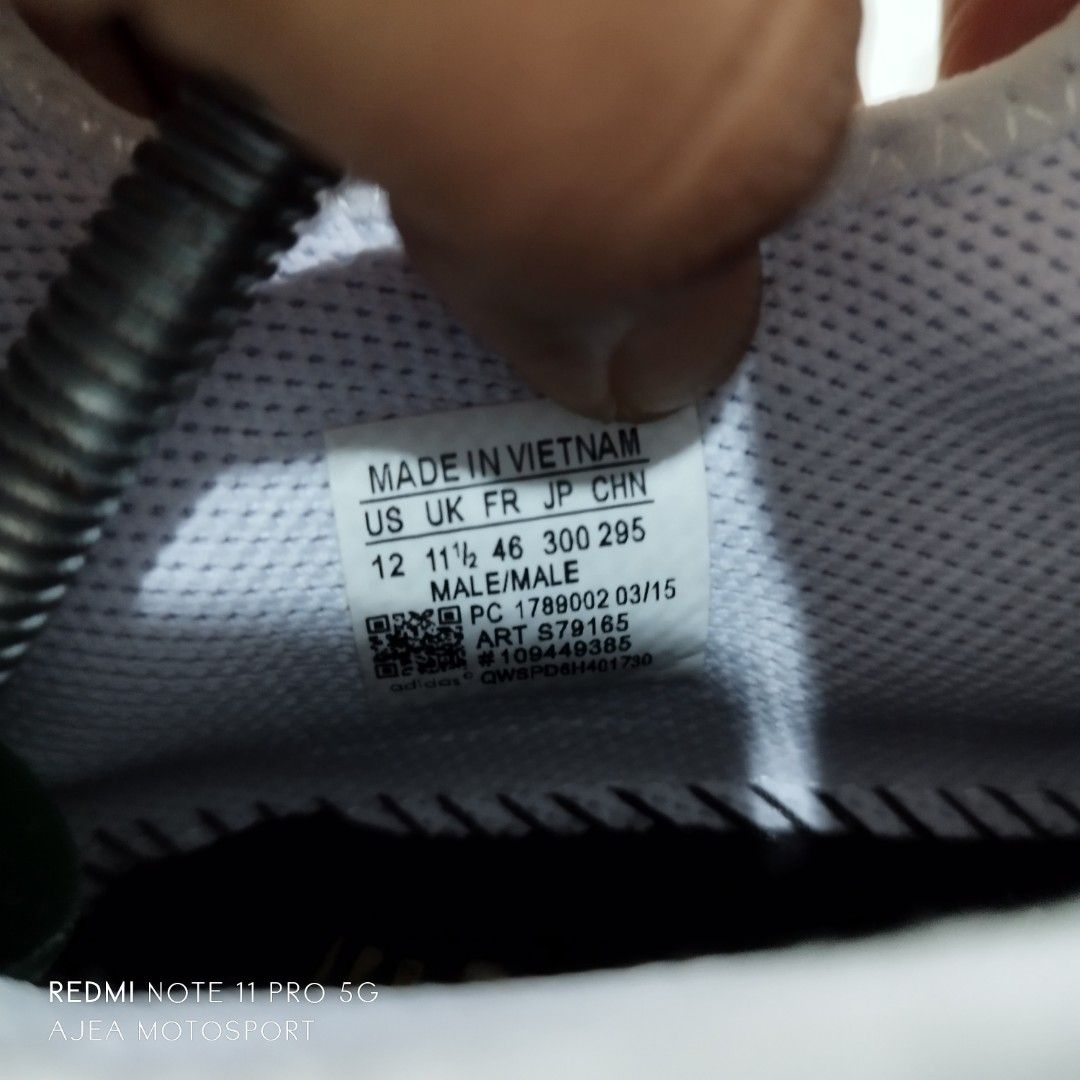 MADE IN VIETNAM
US UK FR JP CHN
12 11½ 46 300 295
MALE/MALE
PC 1789002 03/15
ART S79165
#109449385
adidas® QWSPD6H401730
REDMI NOTE 11 PRO 5G
AJEA MOTOSPORT